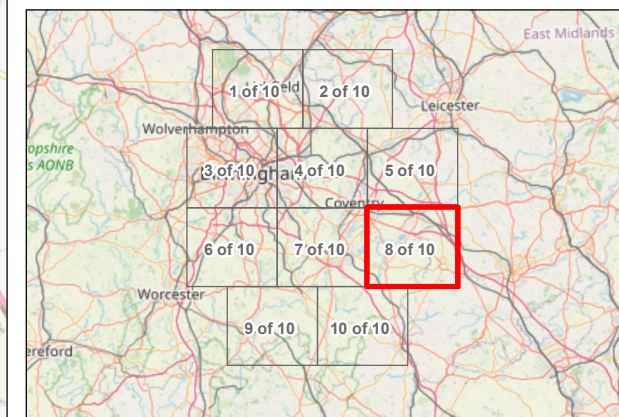 East Midlands
1 of 10
2 of 10
Leicester
Wolverhampton
s AONB
3 of 10
4 of 10
5 of 10
Coventry
6 of 10
7 of 10
8 of 10
Worcester
9 of 10
10 of 10